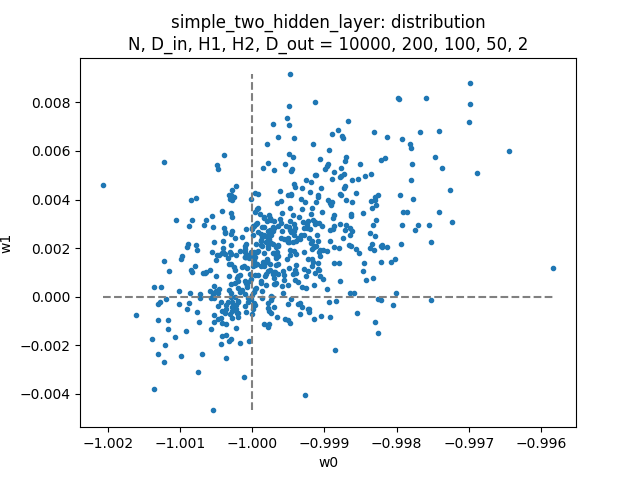 simple_two_hidden_layer: distribution
N, D_in, H1, H2, D_out = 10000, 200, 100, 50, 2
w1
0.008
0.006
0.004
0.002
0.000
−0.002
−0.004
−1.002 −1.001 −1.000 −0.999 −0.998 −0.997 −0.996
w0